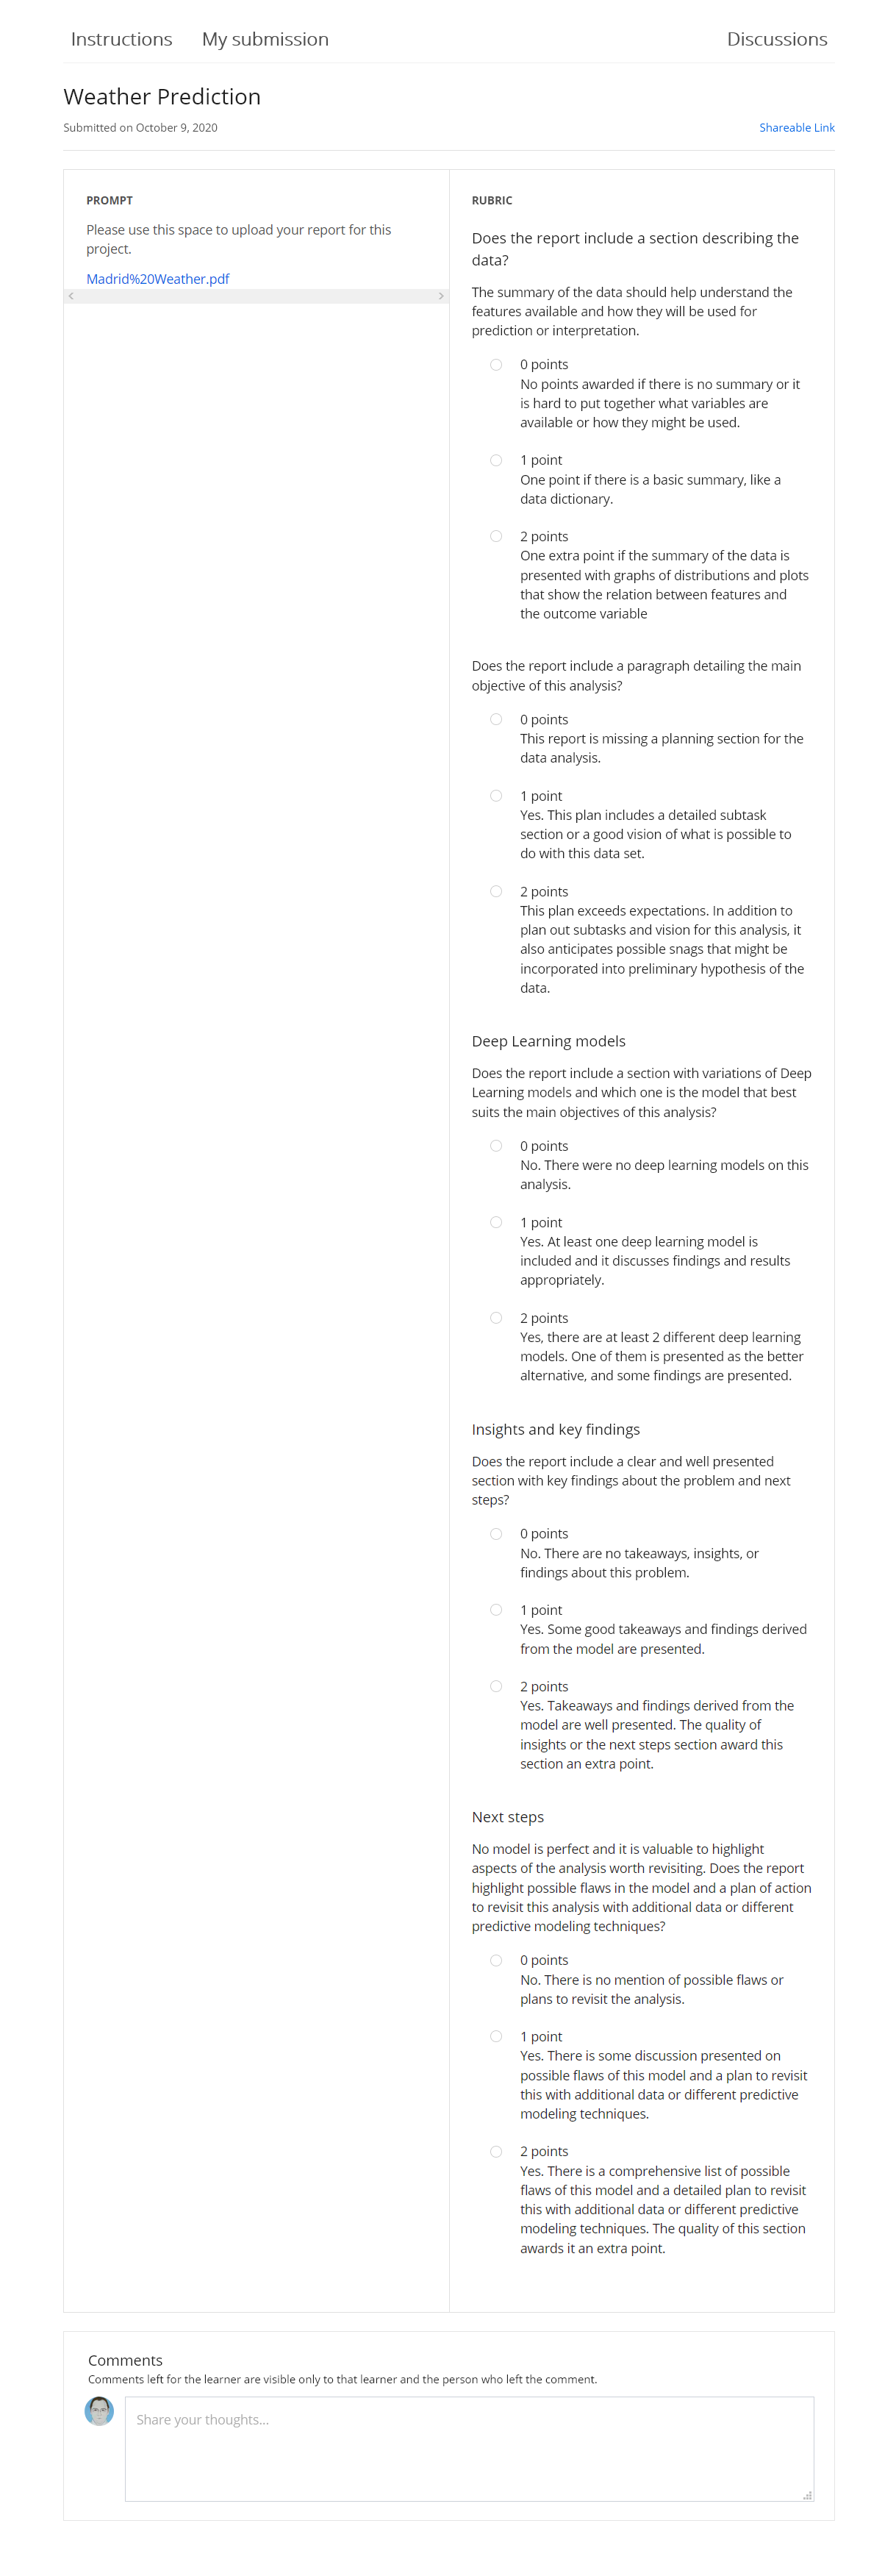 Instructions My submission Discussions
Weather Prediction
Submitted on October 9, 2020 Shareable Link
PROMPT
Please use this space to upload your report for this
project.
Madrid%20Weather.pdf
RUBRIC
Does the report include a section describing the
data?
The summary of the data should help understand the
features available and how they will be used for
prediction or interpretation.
0 points
No points awarded if there is no summary or it
is hard to put together what variables are
available or how they might be used.
1 point
One point if there is a basic summary, like a
data dictionary.
2 points
One extra point if the summary of the data is
presented with graphs of distributions and plots
that show the relation between features and
the outcome variable
Does the report include a paragraph detailing the main
objective of this analysis?
0 points
This report is missing a planning section for the
data analysis.
1 point
Yes. This plan includes a detailed subtask
section or a good vision of what is possible to
do with this data set.
2 points
This plan exceeds expectations. In addition to
plan out subtasks and vision for this analysis, it
also anticipates possible snags that might be
incorporated into preliminary hypothesis of the
data.
Deep Learning models
Does the report include a section with variations of Deep
Learning models and which one is the model that best
suits the main objectives of this analysis?
0 points
No. There were no deep learning models on this
analysis.
1 point
Yes. At least one deep learning model is
included and it discusses findings and results
appropriately.
2 points
Yes, there are at least 2 different deep learning
models. One of them is presented as the better
alternative, and some findings are presented.
Insights and key findings
Does the report include a clear and well presented
section with key findings about the problem and next
steps?
0 points
No. There are no takeaways, insights, or
findings about this problem.
1 point
Yes. Some good takeaways and findings derived
from the model are presented.
2 points
Yes. Takeaways and findings derived from the
model are well presented. The quality of
insights or the next steps section award this
section an extra point.
Next steps
No model is perfect and it is valuable to highlight
aspects of the analysis worth revisiting. Does the report
highlight possible flaws in the model and a plan of action
to revisit this analysis with additional data or different
predictive modeling techniques?
0 points
No. There is no mention of possible flaws or
plans to revisit the analysis.
1 point
Yes. There is some discussion presented on
possible flaws of this model and a plan to revisit
this with additional data or different predictive
modeling techniques.
2 points
Yes. There is a comprehensive list of possible
flaws of this model and a detailed plan to revisit
this with additional data or different predictive
modeling techniques. The quality of this section
awards it an extra point.
Comments
Comments left for the learner are visible only to that learner and the person who left the comment.
Share your thoughts...